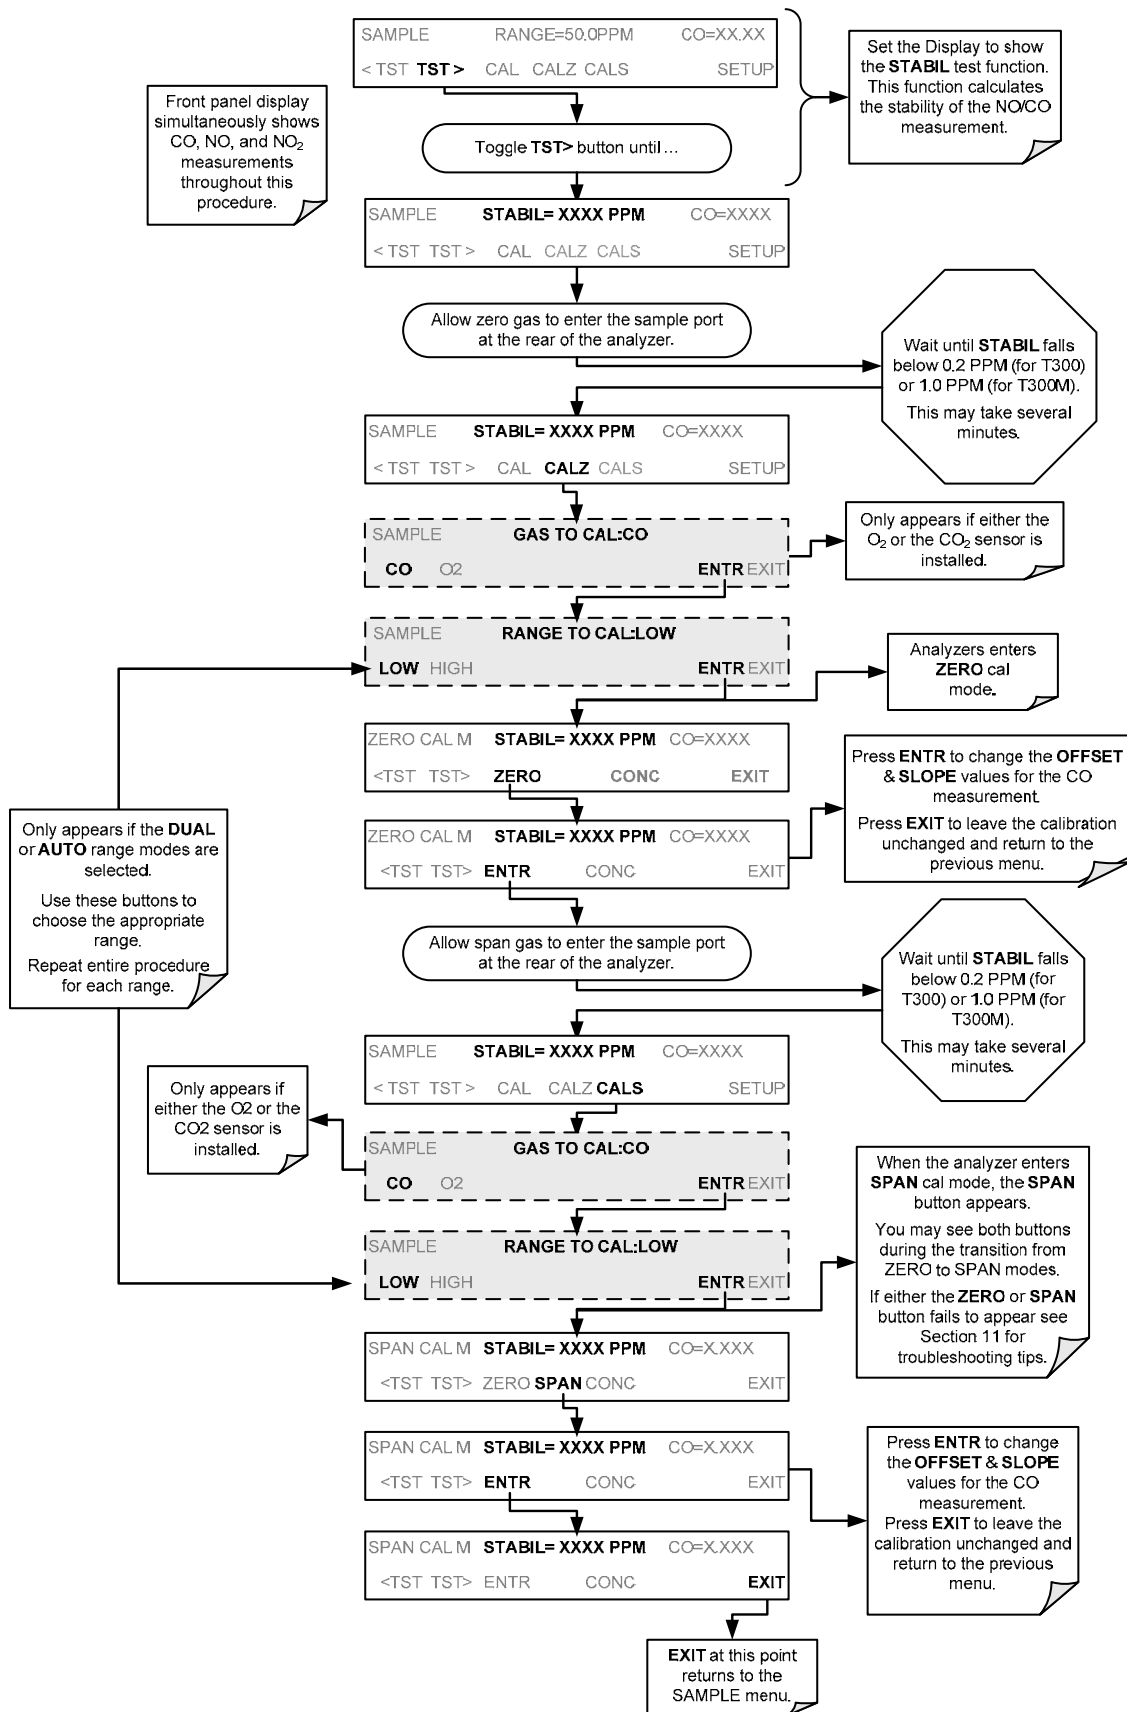 SAMPLE RANGE=50.0PPM CO=XX.XX
< TST TST > CAL CALZ CALS SETUP
Set the Display to show
the STABIL test function.
This function calculates
the stability of the NO/CO
measurement.
Front panel display
simultaneously shows
CO, NO, and NO2
measurements
throughout this
procedure.
Toggle TST> button until …
SAMPLE STABIL= XXXX PPM CO=XXXX
< TST TST > CAL CALZ CALS SETUP
Allow zero gas to enter the sample port
at the rear of the analyzer.
Wait until STABIL falls
below 0.2 PPM (for T300)
or 1.0 PPM (for T300M).
This may take several
minutes.
SAMPLE STABIL= XXXX PPM CO=XXXX
< TST TST > CAL CALZ CALS SETUP
SAMPLE GAS TO CAL:CO
CO O2 ENTR EXIT
Only appears if either the
O2 or the CO2 sensor is
installed.
SAMPLE RANGE TO CAL:LOW
LOW HIGH ENTR EXIT
Analyzers enters
ZERO cal
mode.
ZERO CAL M STABIL= XXXX PPM CO=XXXX
<TST TST> ZERO CONC EXIT
Press ENTR to change the OFFSET
& SLOPE values for the CO
measurement.
Press EXIT to leave the calibration
unchanged and return to the
previous menu.
Only appears if the DUAL
or AUTO range modes are
selected.
Use these buttons to
choose the appropriate
range.
Repeat entire procedure
for each range.
ZERO CAL M STABIL= XXXX PPM CO=XXXX
<TST TST> ENTR CONC EXIT
Allow span gas to enter the sample port
at the rear of the analyzer.
Wait until STABIL falls
below 0.2 PPM (for
T300) or 1.0 PPM (for
T300M).
This may take several
minutes.
SAMPLE STABIL= XXXX PPM CO=XXXX
< TST TST > CAL CALZ CALS SETUP
Only appears if
either the O2 or the
CO2 sensor is
installed.
SAMPLE GAS TO CAL:CO
CO O2 ENTR EXIT
When the analyzer enters
SPAN cal mode, the SPAN
button appears.
You may see both buttons
during the transition from
ZERO to SPAN modes.
If either the ZERO or SPAN
button fails to appear see
Section 11 for
troubleshooting tips.
SAMPLE RANGE TO CAL:LOW
LOW HIGH ENTR EXIT
SPAN CAL M STABIL= XXXX PPM CO=X.XXX
<TST TST> ZERO SPAN CONC EXIT
SPAN CAL M STABIL= XXXX PPM CO=X.XXX
<TST TST> ENTR CONC EXIT
Press ENTR to change
the OFFSET & SLOPE
values for the CO
measurement.
Press EXIT to leave the
calibration unchanged and
return to the previous
menu.
SPAN CAL M STABIL= XXXX PPM CO=X.XXX
<TST TST> ENTR CONC EXIT
EXIT at this point
returns to the
SAMPLE menu.